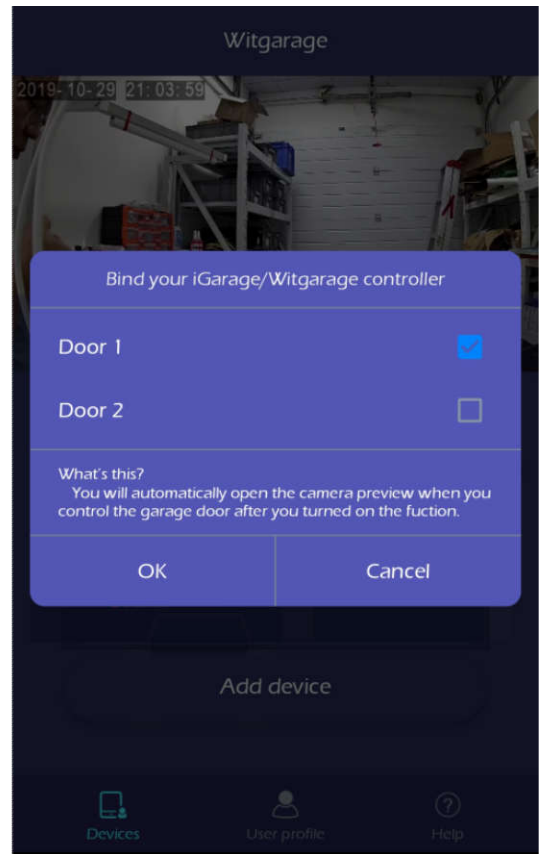 Witgarage
2019-10-29 21:03:59
Bind your iGarage/Witgarage controller
Door 1
Door 2
What's this?
You will automatically open the camera preview when you
control the garage door after you turned on the fuction.
OK Cancel
Add device
Devices User profile Help